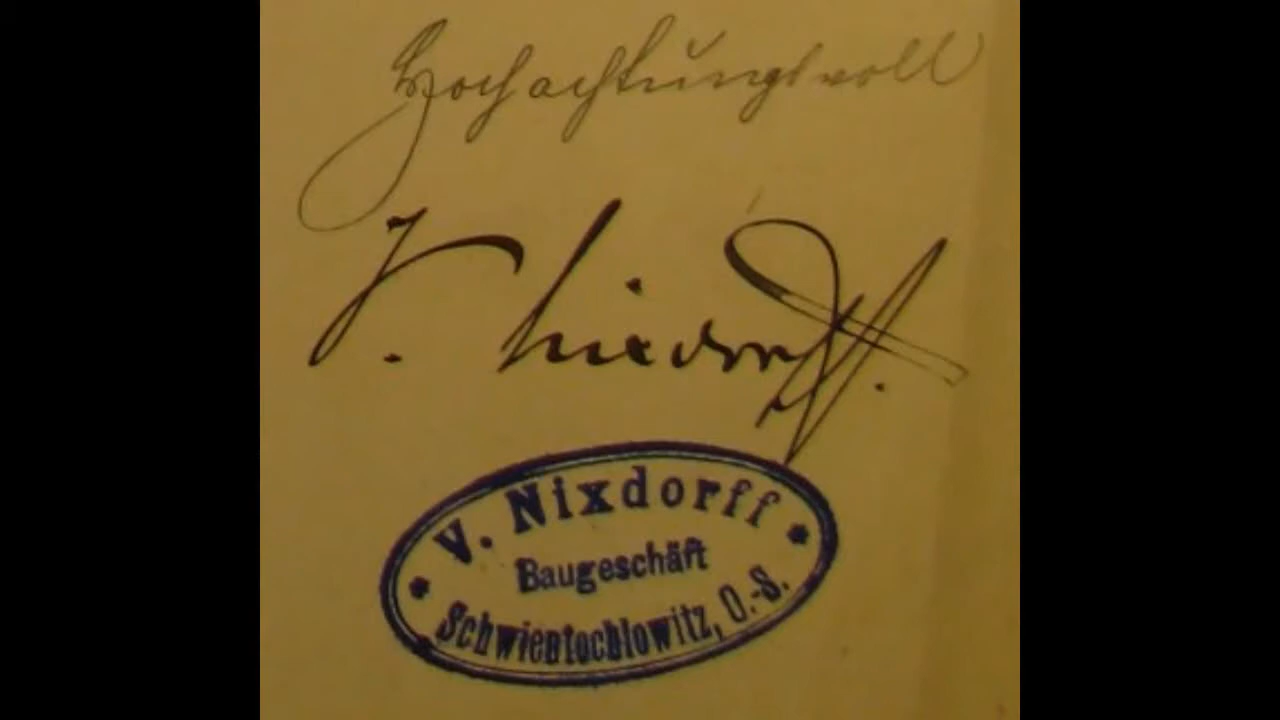 Hochachtungsvoll
V. Nixdorff.
V. Nixdorff
Baugeschäft
Schwientochlowitz, O.-S.